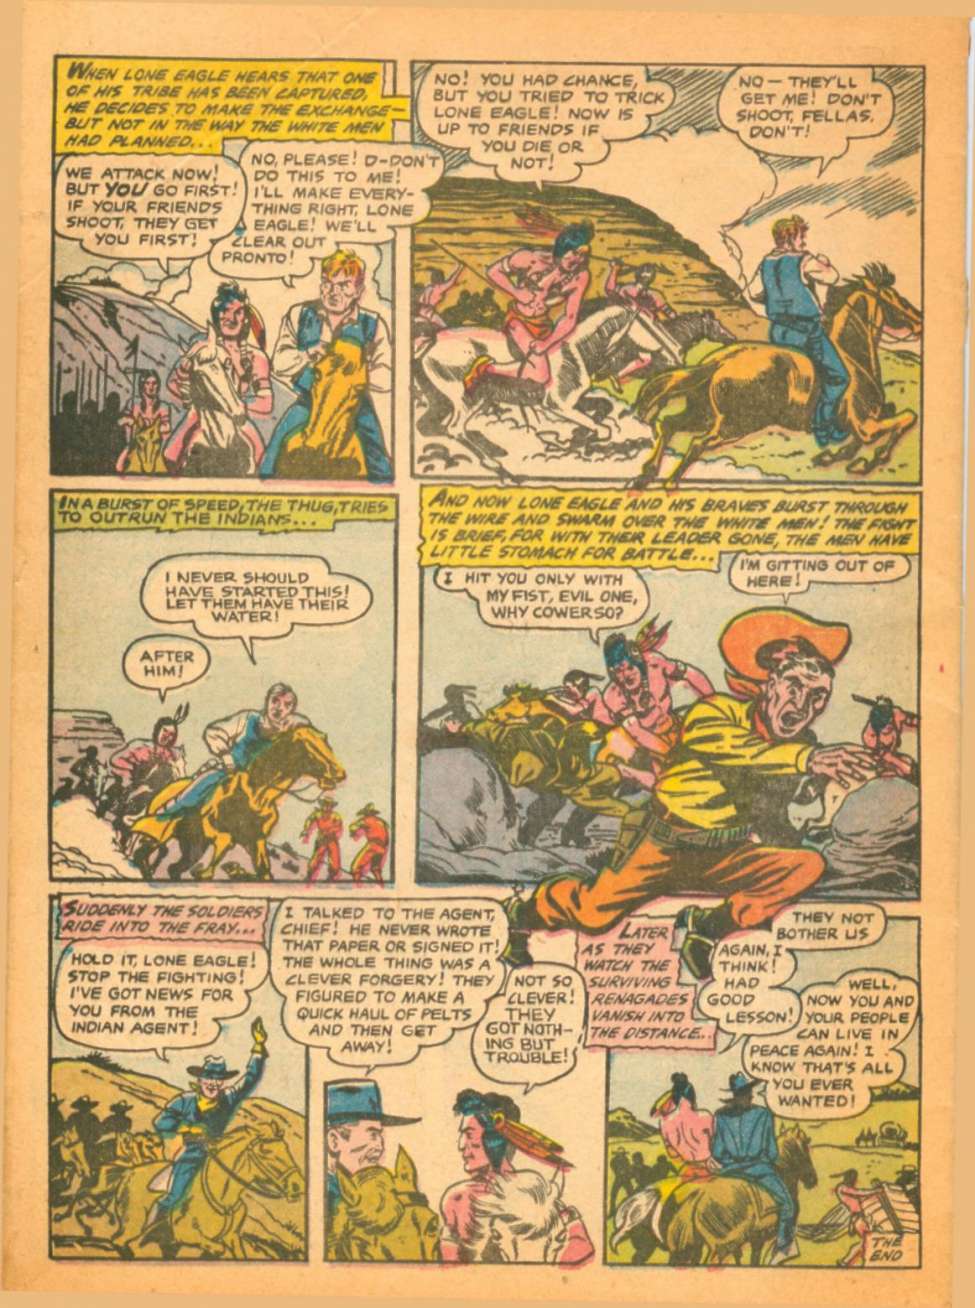 WHEN LONE EAGLE HEARS THAT ONE
OF HIS TRIBE HAS BEEN CAPTURED,
HE DECIDES TO MAKE THE EXCHANGE—
BUT NOT IN THE WAY THE WHITE MEN
HAD PLANNED...
WE ATTACK NOW!
BUT YOU GO FIRST!
IF YOUR FRIENDS
SHOOT, THEY GET
YOU FIRST!
NO, PLEASE! D-DON'T
DO THIS TO ME!
I'LL MAKE EVERY-
THING RIGHT, LONE
EAGLE! WE'LL
CLEAR OUT
PRONTO!
NO! YOU HAD CHANCE,
BUT YOU TRIED TO TRICK
LONE EAGLE! NOW IS
UP TO FRIENDS IF
YOU DIE OR
NOT!
NO — THEY'LL
GET ME! DON'T
SHOOT, FELLAS.
DON'T!
IN A BURST OF SPEED, THE THUG, TRIES
TO OUTRUN THE INDIANS...
I NEVER SHOULD
HAVE STARTED THIS!
LET THEM HAVE THEIR
WATER!
AFTER
HIM!
AND NOW LONE EAGLE AND HIS BRAVES BURST THROUGH
THE WIRE AND SWARM OVER THE WHITE MEN! THE FIGHT
IS BRIEF, FOR WITH THEIR LEADER GONE, THE MEN HAVE
LITTLE STOMACH FOR BATTLE...
I HIT YOU ONLY WITH
MY FIST, EVIL ONE,
WHY COWER SO?
I'M GITTING OUT OF
HERE!
SUDDENLY THE SOLDIERS
RIDE INTO THE FRAY...
HOLD IT, LONE EAGLE!
STOP THE FIGHTING!
I'VE GOT NEWS FOR
YOU FROM THE
INDIAN AGENT!
I TALKED TO THE AGENT,
CHIEF! HE NEVER WROTE
THAT PAPER OR SIGNED IT!
THE WHOLE THING WAS A
CLEVER FORGERY! THEY
FIGURED TO MAKE A
QUICK HAUL OF PELTS
AND THEN GET
AWAY!
NOT SO
CLEVER!
THEY
GOT NOTH-
ING BUT
TROUBLE!
LATER
AS THEY
WATCH THE
SURVIVING
RENAGADES
VANISH INTO
THE DISTANCE...
THEY NOT
BOTHER US
AGAIN, I
THINK!
HAD
GOOD
LESSON!
WELL,
NOW YOU AND
YOUR PEOPLE
CAN LIVE IN
PEACE AGAIN! I
KNOW THAT'S ALL
YOU EVER
WANTED!
THE
END